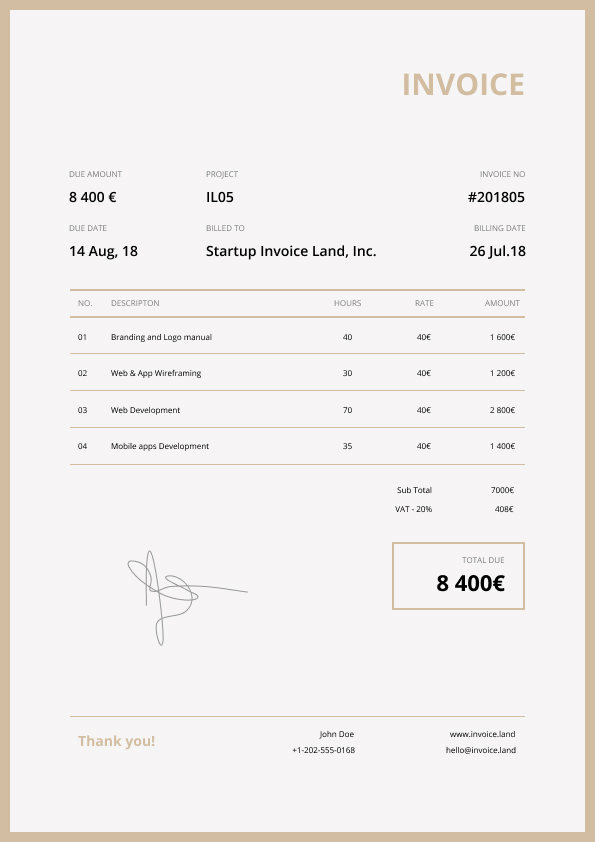 INVOICE
DUE AMOUNT PROJECT INVOICE NO
8 400 € IL05 #201805
DUE DATE BILLED TO BILLING DATE
14 Aug, 18 Startup Invoice Land, Inc. 26 Jul.18
NO. DESCRIPTON HOURS RATE AMOUNT
01 Branding and Logo manual 40 40€ 1 600€
02 Web & App Wireframing 30 40€ 1 200€
03 Web Development 70 40€ 2 800€
04 Mobile apps Development 35 40€ 1 400€
Sub Total 7000€
VAT - 20% 408€
TOTAL DUE
8 400€
Thank you!
John Doe www.invoice.land
+1-202-555-0168 hello@invoice.land